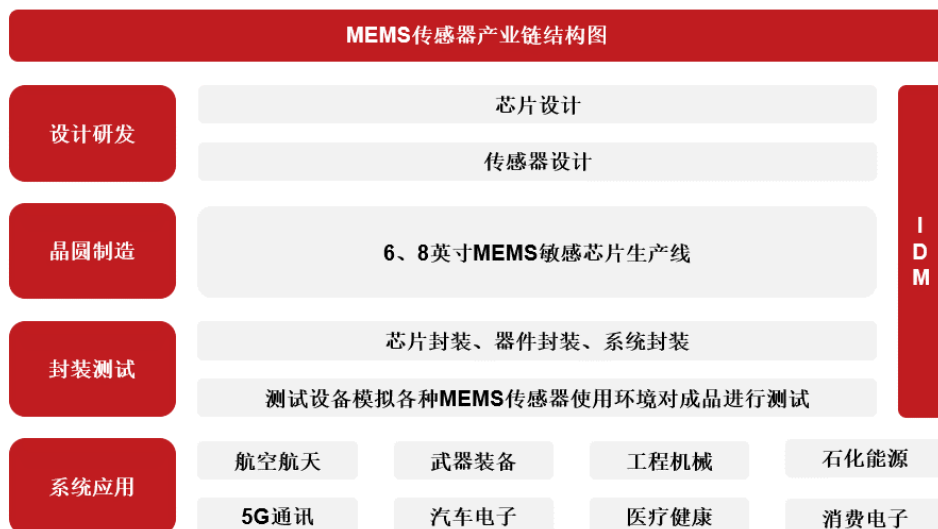 MEMS传感器产业链结构图
设计研发
芯片设计
传感器设计
晶圆制造
6、8英寸MEMS敏感芯片生产线
封装测试
芯片封装、器件封装、系统封装
测试设备模拟各种MEMS传感器使用环境对成品进行测试
I
D
M
系统应用
航空航天
武器装备
工程机械
石化能源
5G通讯
汽车电子
医疗健康
消费电子